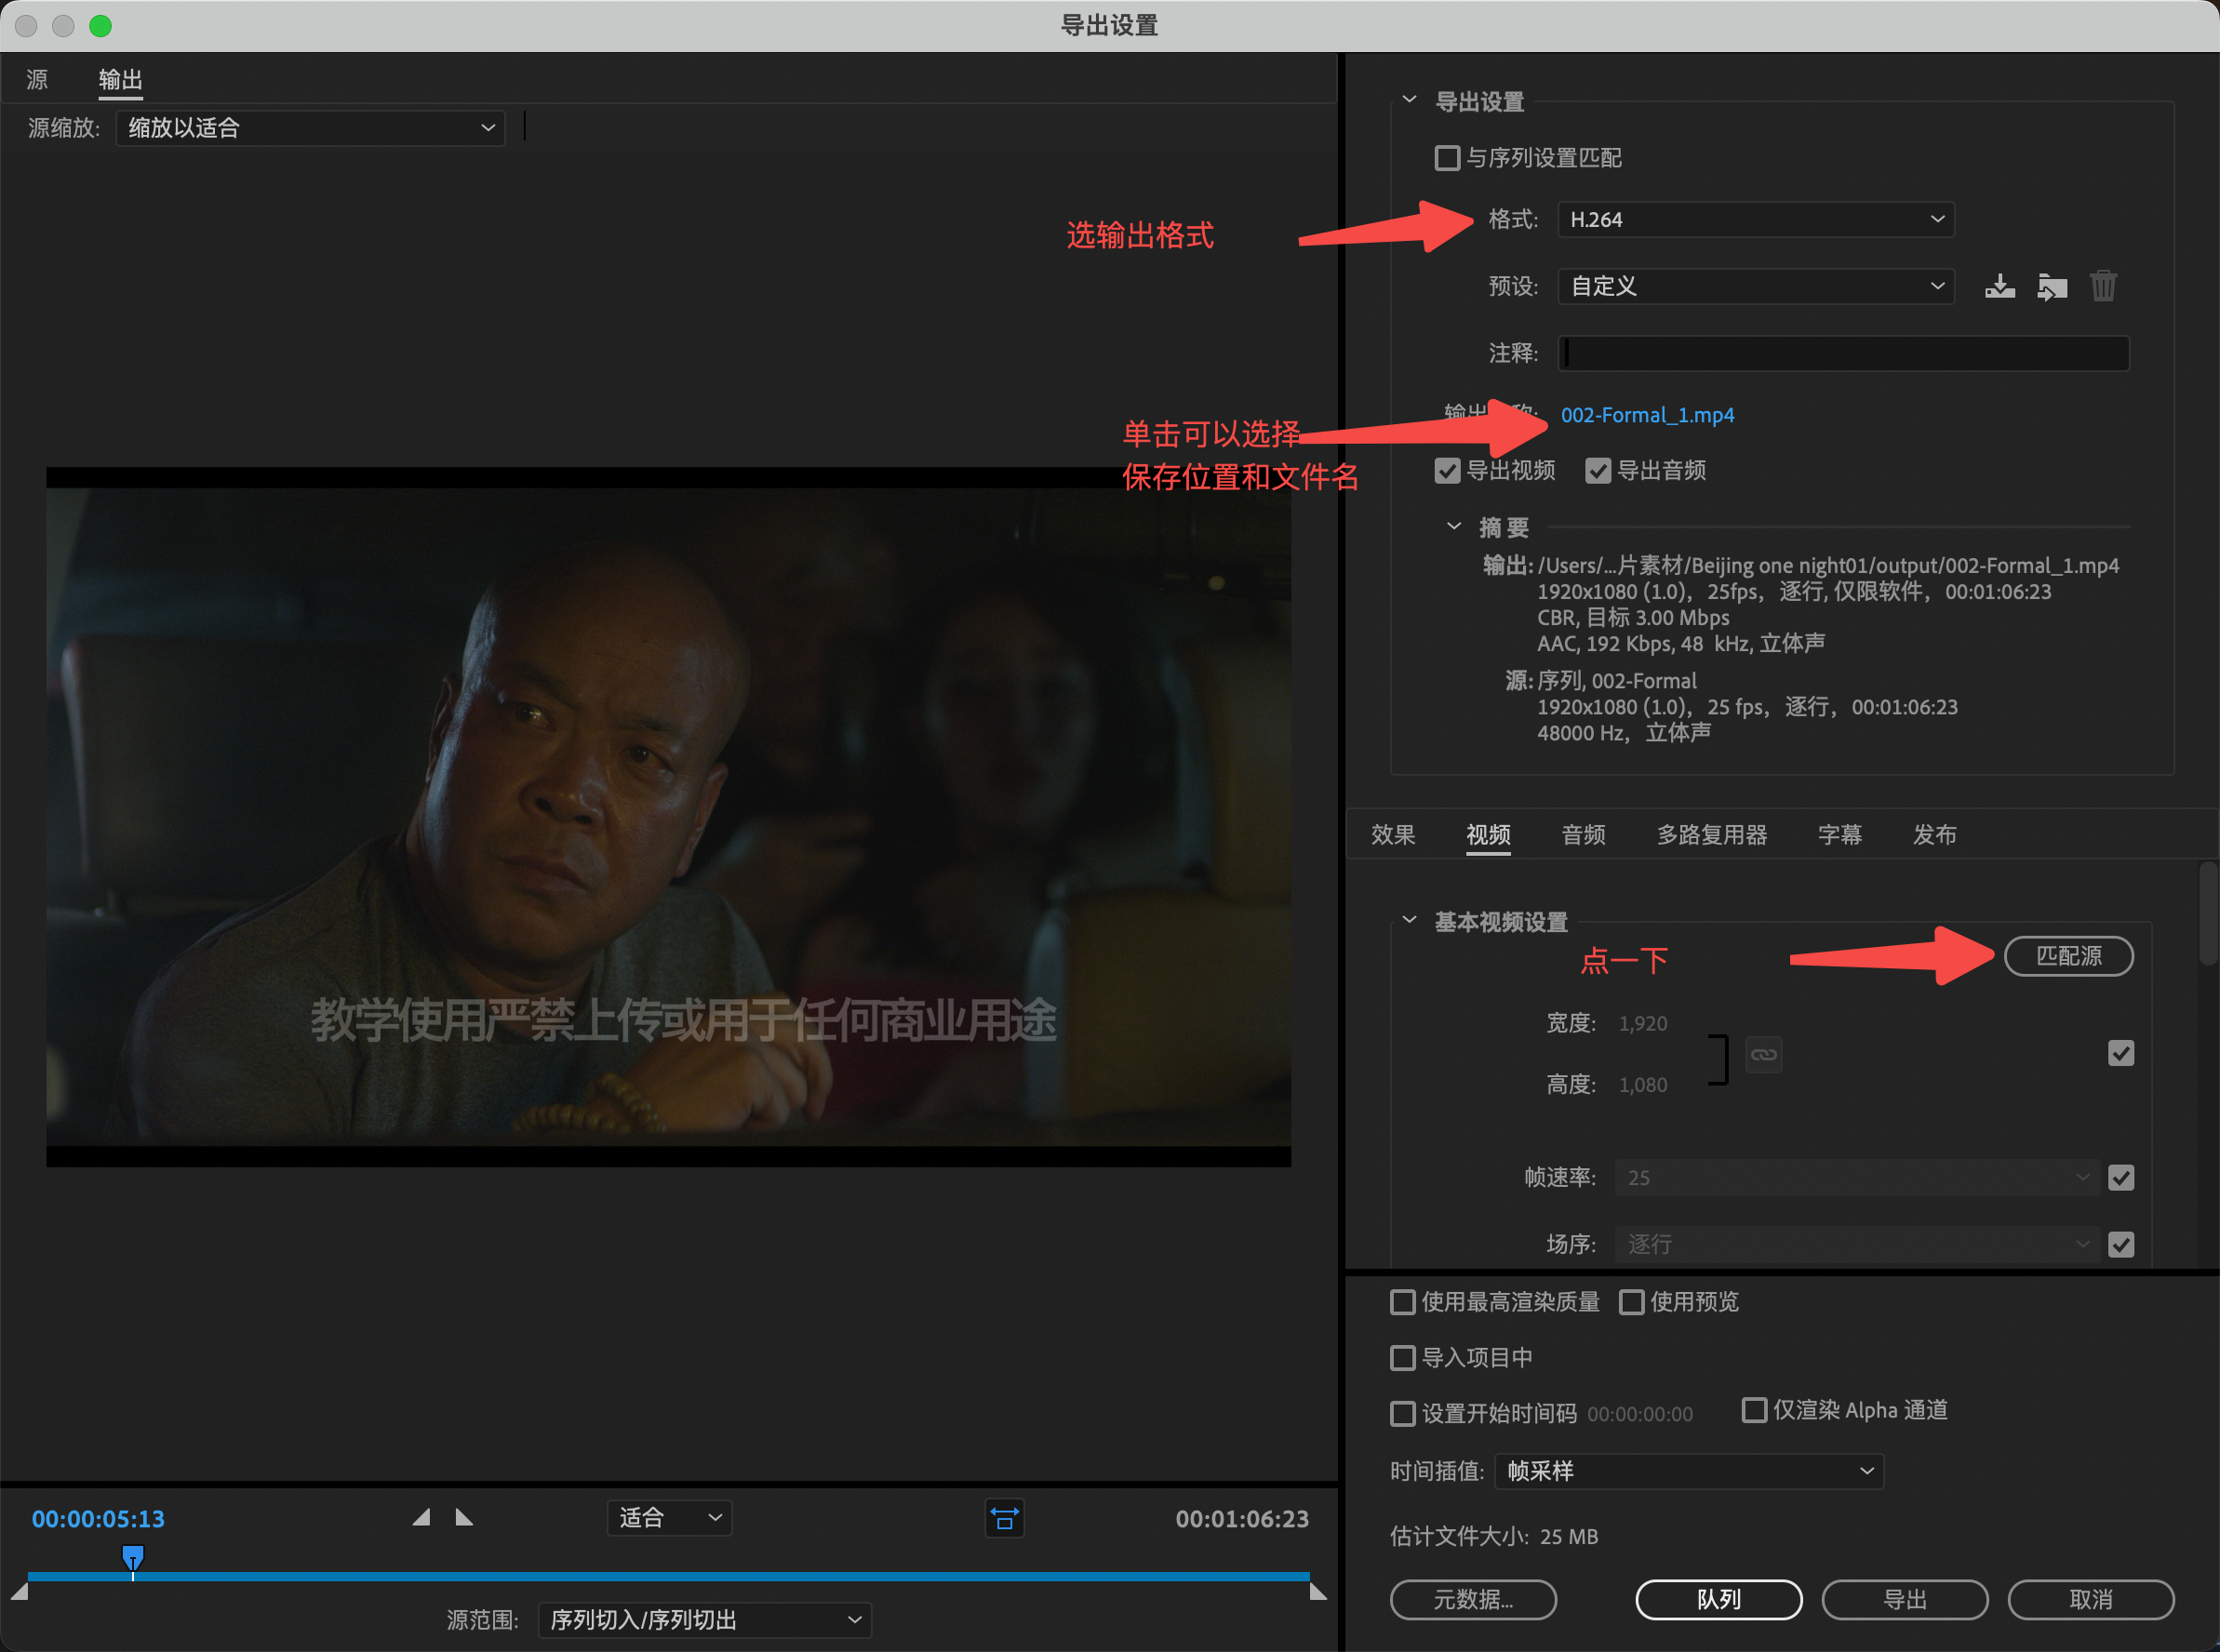 导出设置
源 输出
源缩放: 缩放以适合
导出设置
与序列设置匹配
选输出格式
格式: H.264
预设: 自定义
注释:
002-Formal_1.mp4
单击可以选择
保存位置和文件名
导出视频 导出音频
摘要
输出: /Users/...片素材/Beijing one night01/output/002-Formal_1.mp4
1920x1080 (1.0)， 25fps， 逐行, 仅限软件， 00:01:06:23
CBR, 目标 3.00 Mbps
AAC, 192 Kbps, 48 kHz, 立体声
源: 序列, 002-Formal
1920x1080 (1.0)， 25 fps， 逐行， 00:01:06:23
48000 Hz， 立体声
效果 视频 音频 多路复用器 字幕 发布
基本视频设置
点一下
匹配源
宽度: 1,920
高度: 1,080
帧速率: 25
场序: 逐行
教学使用严禁上传或用于任何商业用途
使用最高渲染质量 使用预览
导入项目中
设置开始时间码 00:00:00:00 仅渲染 Alpha 通道
时间插值: 帧采样
估计文件大小: 25 MB
元数据... 队列 导出 取消
00:00:05:13 适合 00:01:06:23
源范围: 序列切入/序列切出